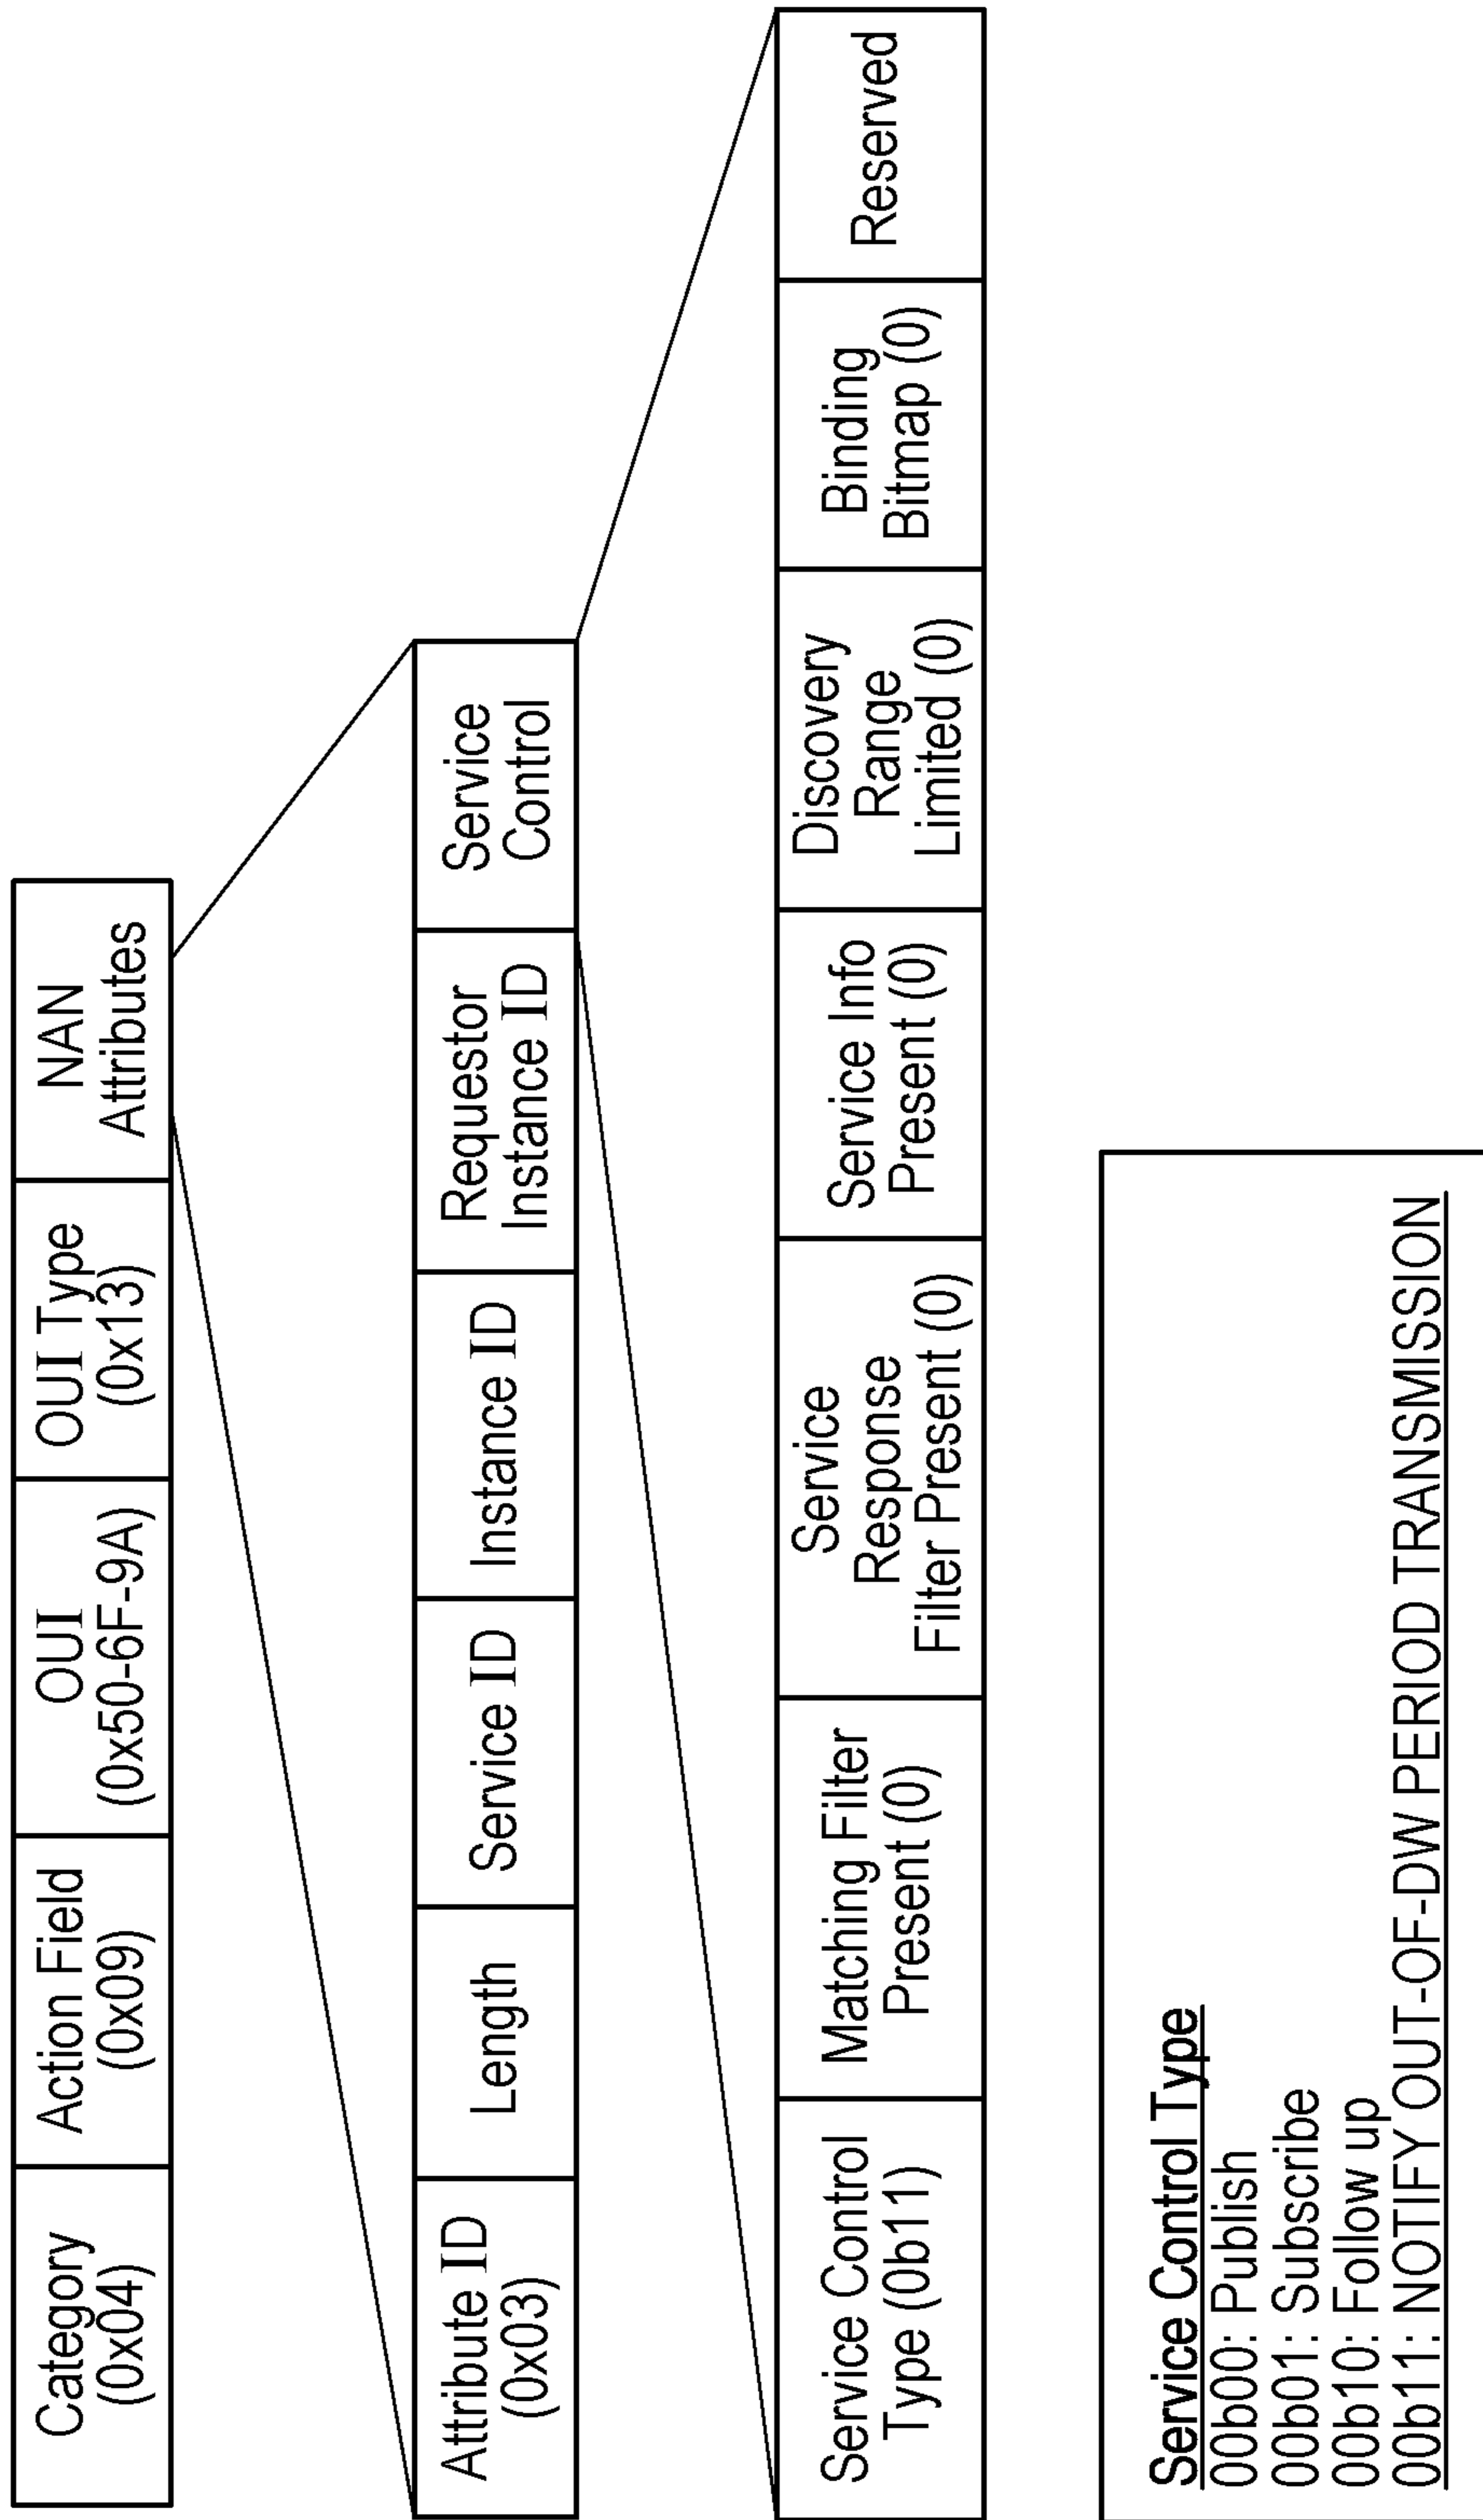 Category
(0x04)
Action Field
(0x09)
OUI
(0x50-6F-9A)
OUI Type
(0x13)
NAN
Attributes
Attribute ID
(0x03)
Length
Service ID
Instance ID
Requestor
Instance ID
Service
Control
Service Control
Type (0b11)
Matching Filter
Present (0)
Service
Response
Filter Present (0)
Service Info
Present (0)
Discovery
Range
Limited (0)
Binding
Bitmap (0)
Reserved
Service Control Type
00b00: Publish
00b01: Subscribe
00b10: Follow up
00b11: NOTIFY OUT-OF-DW PERIOD TRANSMISSION